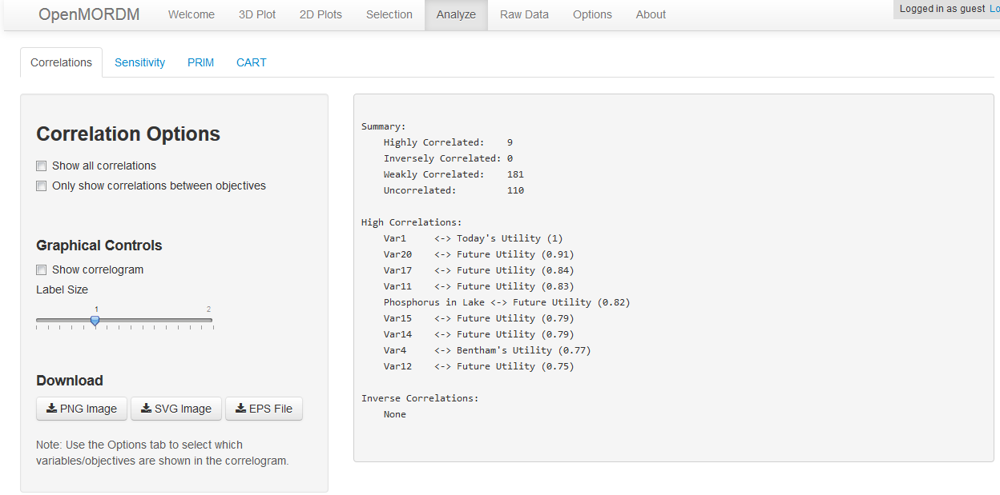 OpenMORDM Welcome 3D Plot 2D Plots Selection Analyze Raw Data Options About
Logged in as guest Lo
Correlations Sensitivity PRIM CART
Correlation Options
Show all correlations
Only show correlations between objectives
Graphical Controls
Show correlogram
Label Size
1 2
Download
PNG Image SVG Image EPS File
Note: Use the Options tab to select which
variables/objectives are shown in the correlogram.
Summary:
Highly Correlated: 9
Inversely Correlated: 0
Weakly Correlated: 181
Uncorrelated: 110
High Correlations:
Var1 <-> Today's Utility (1)
Var20 <-> Future Utility (0.91)
Var17 <-> Future Utility (0.84)
Var11 <-> Future Utility (0.83)
Phosphorus in Lake <-> Future Utility (0.82)
Var15 <-> Future Utility (0.79)
Var14 <-> Future Utility (0.79)
Var4 <-> Bentham's Utility (0.77)
Var12 <-> Future Utility (0.75)
Inverse Correlations:
None